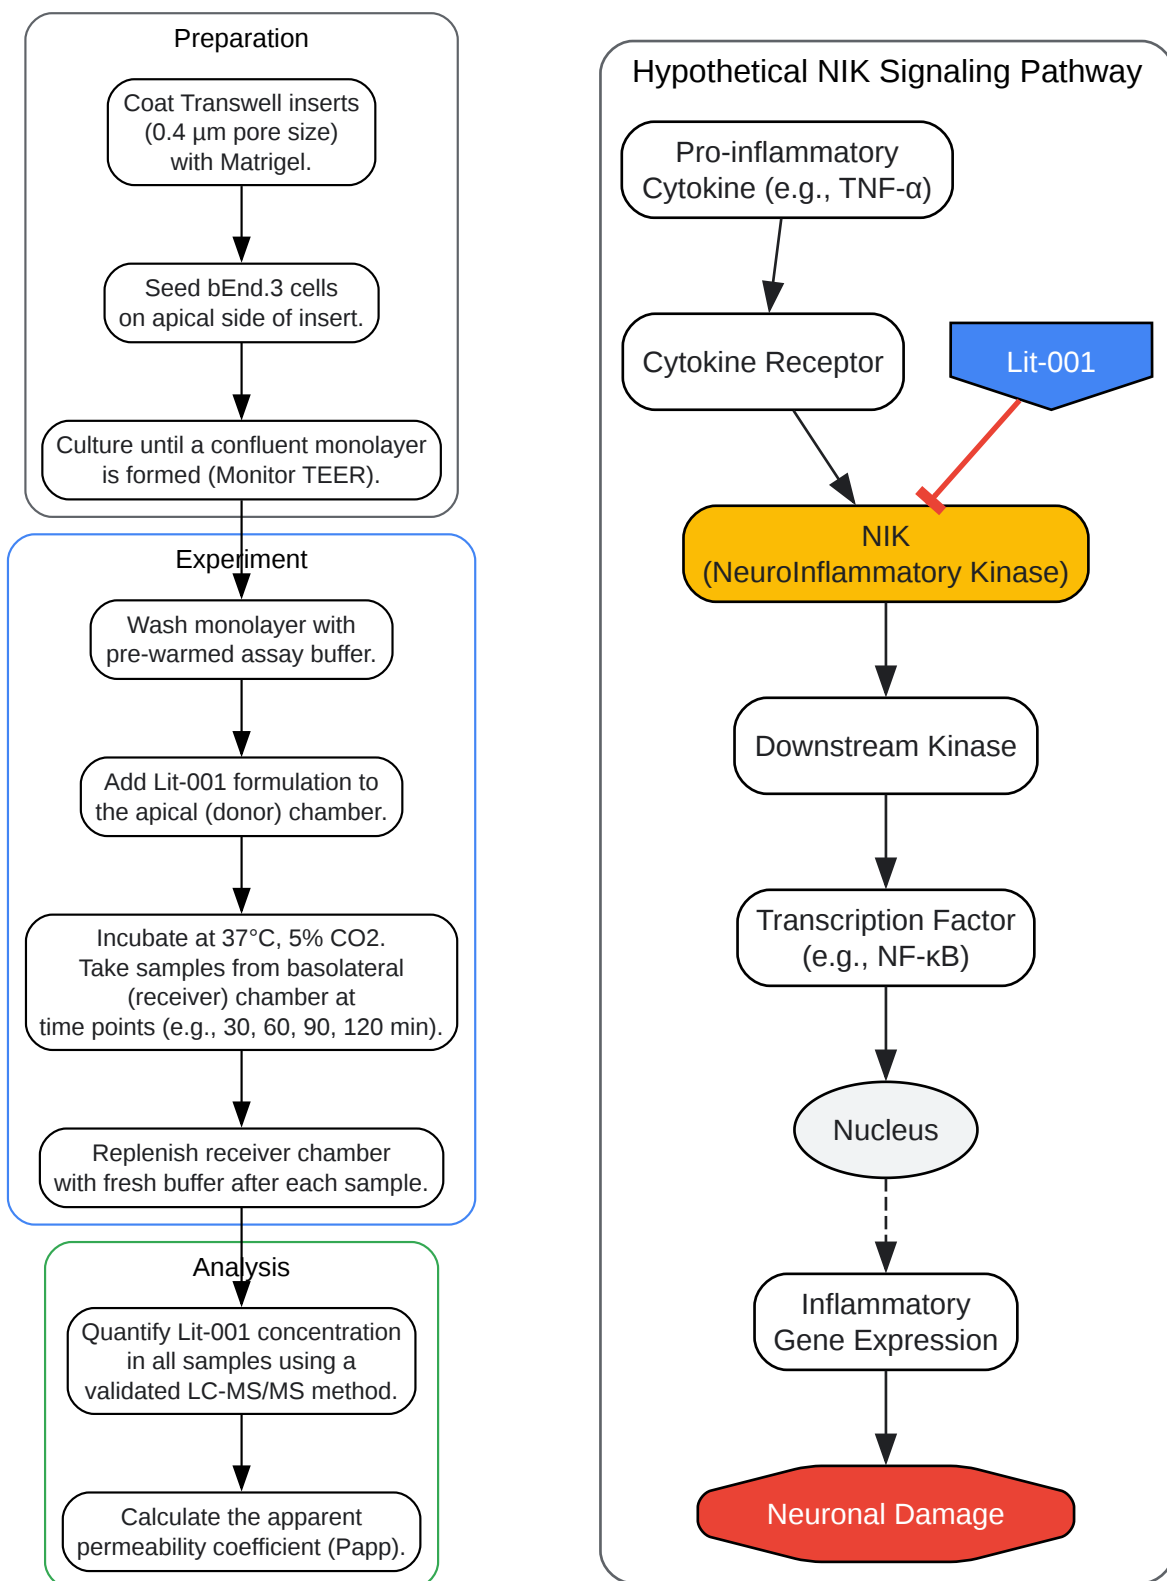 Preparation
Coat Transwell inserts
(0.4 µm pore size)
with Matrigel.
Seed bEnd.3 cells
on apical side of insert.
Culture until a confluent monolayer
is formed (Monitor TEER).
Experiment
Wash monolayer with
pre-warmed assay buffer.
Add Lit-001 formulation to
the apical (donor) chamber.
Incubate at 37°C, 5% CO2.
Take samples from basolateral
(receiver) chamber at
time points (e.g., 30, 60, 90, 120 min).
Replenish receiver chamber
with fresh buffer after each sample.
Analysis
Quantify Lit-001 concentration
in all samples using a
validated LC-MS/MS method.
Calculate the apparent
permeability coefficient (Papp).
Hypothetical NIK Signaling Pathway
Pro-inflammatory
Cytokine (e.g., TNF-α)
Cytokine Receptor
Lit-001
NIK
(NeuroInflammatory Kinase)
Downstream Kinase
Transcription Factor
(e.g., NF-κB)
Nucleus
Inflammatory
Gene Expression
Neuronal Damage